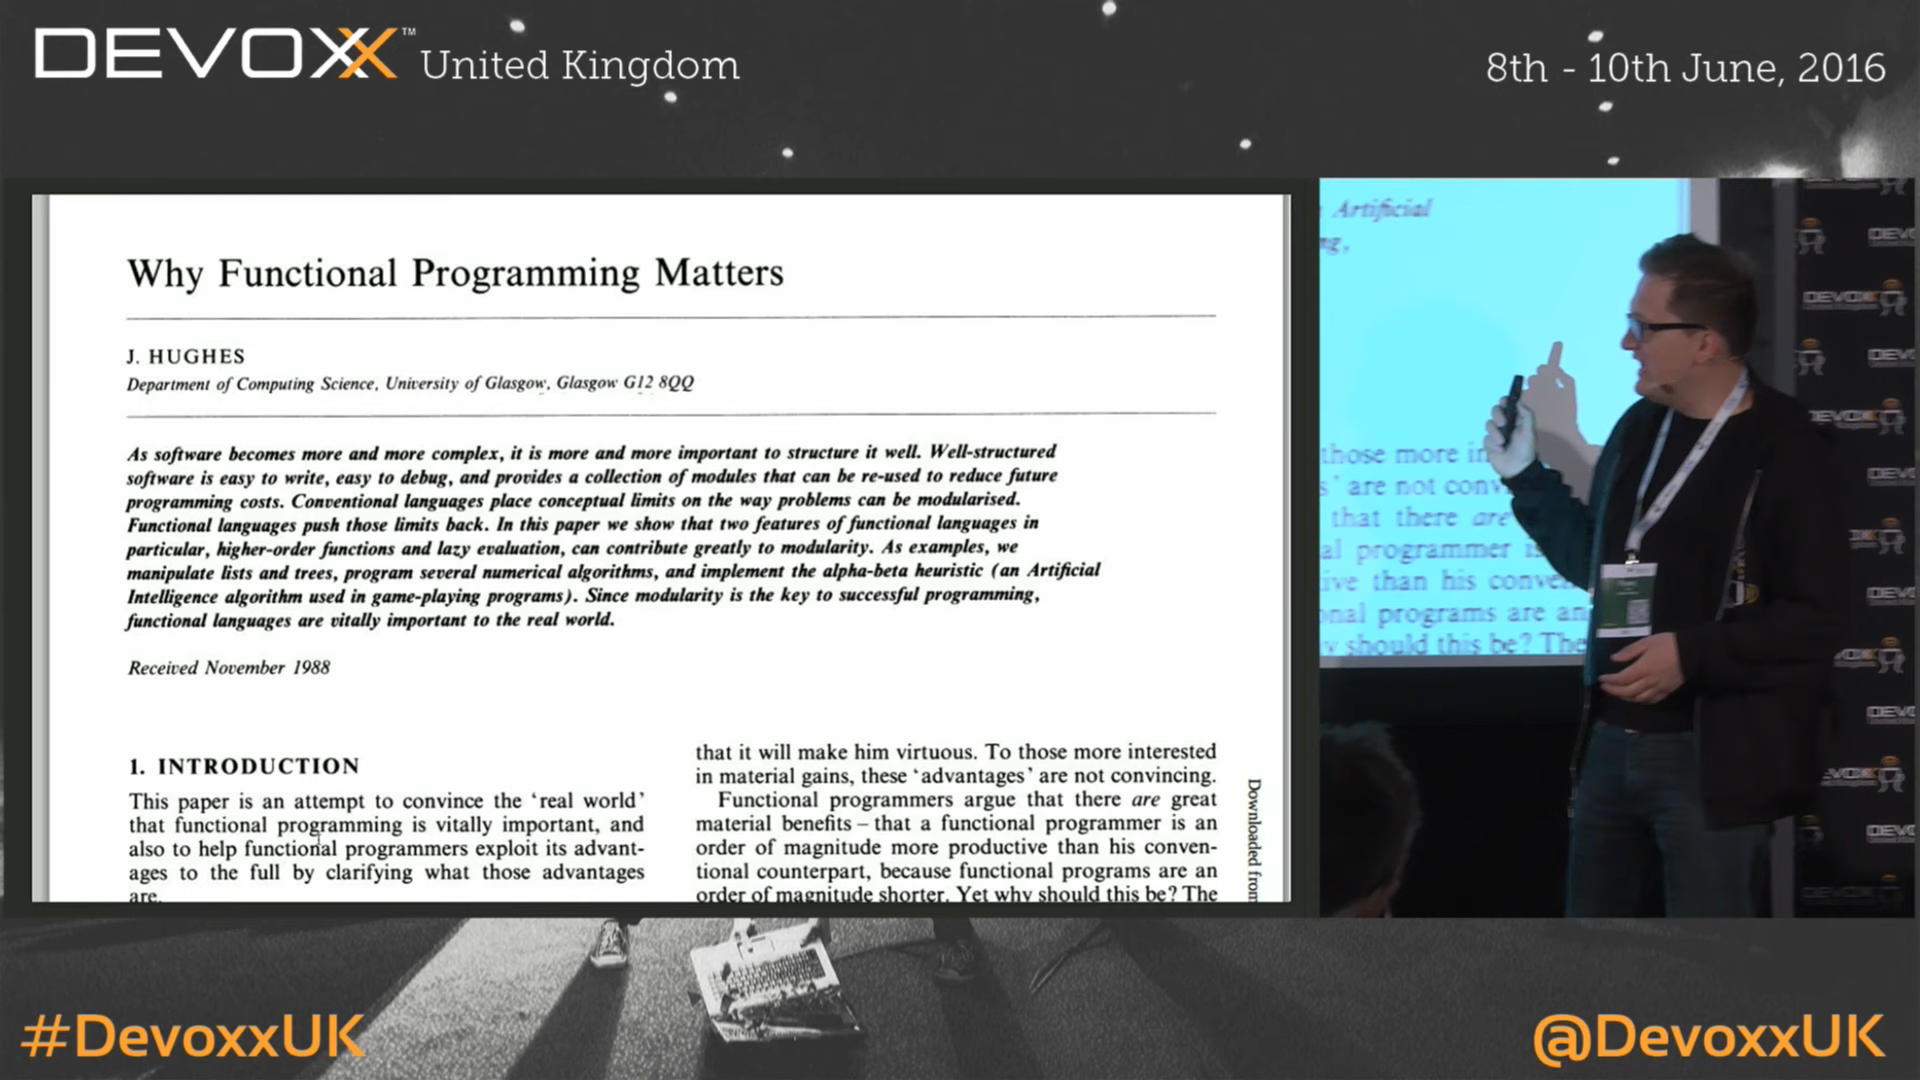 DEVOXX™ United Kingdom
8th - 10th June, 2016
Why Functional Programming Matters
J. HUGHES
Department of Computing Science, University of Glasgow, Glasgow G12 8QQ
As software becomes more and more complex, it is more and more important to structure it well. Well-structured
software is easy to write, easy to debug, and provides a collection of modules that can be re-used to reduce future
programming costs. Conventional languages place conceptual limits on the way problems can be modularised.
Functional languages push those limits back. In this paper we show that two features of functional languages in
particular, higher-order functions and lazy evaluation, can contribute greatly to modularity. As examples, we
manipulate lists and trees, program several numerical algorithms, and implement the alpha-beta heuristic (an Artificial
Intelligence algorithm used in game-playing programs). Since modularity is the key to successful programming,
functional languages are vitally important to the real world.
Received November 1988
1. INTRODUCTION
This paper is an attempt to convince the ‘real world’
that functional programming is vitally important, and
also to help functional programmers exploit its advant-
ages to the full by clarifying what those advantages
are.
that it will make him virtuous. To those more interested
in material gains, these ‘advantages’ are not convincing.
Functional programmers argue that there are great
material benefits – that a functional programmer is an
order of magnitude more productive than his conven-
tional counterpart, because functional programs are an
order of magnitude shorter. Yet why should this be? The
Downloaded from
Artificial
those more in
are not conv
that there are
al programmer
than his conve
nal programs are an
should this be? The
DEVOXX
#DevoxxUK
@DevoxxUK